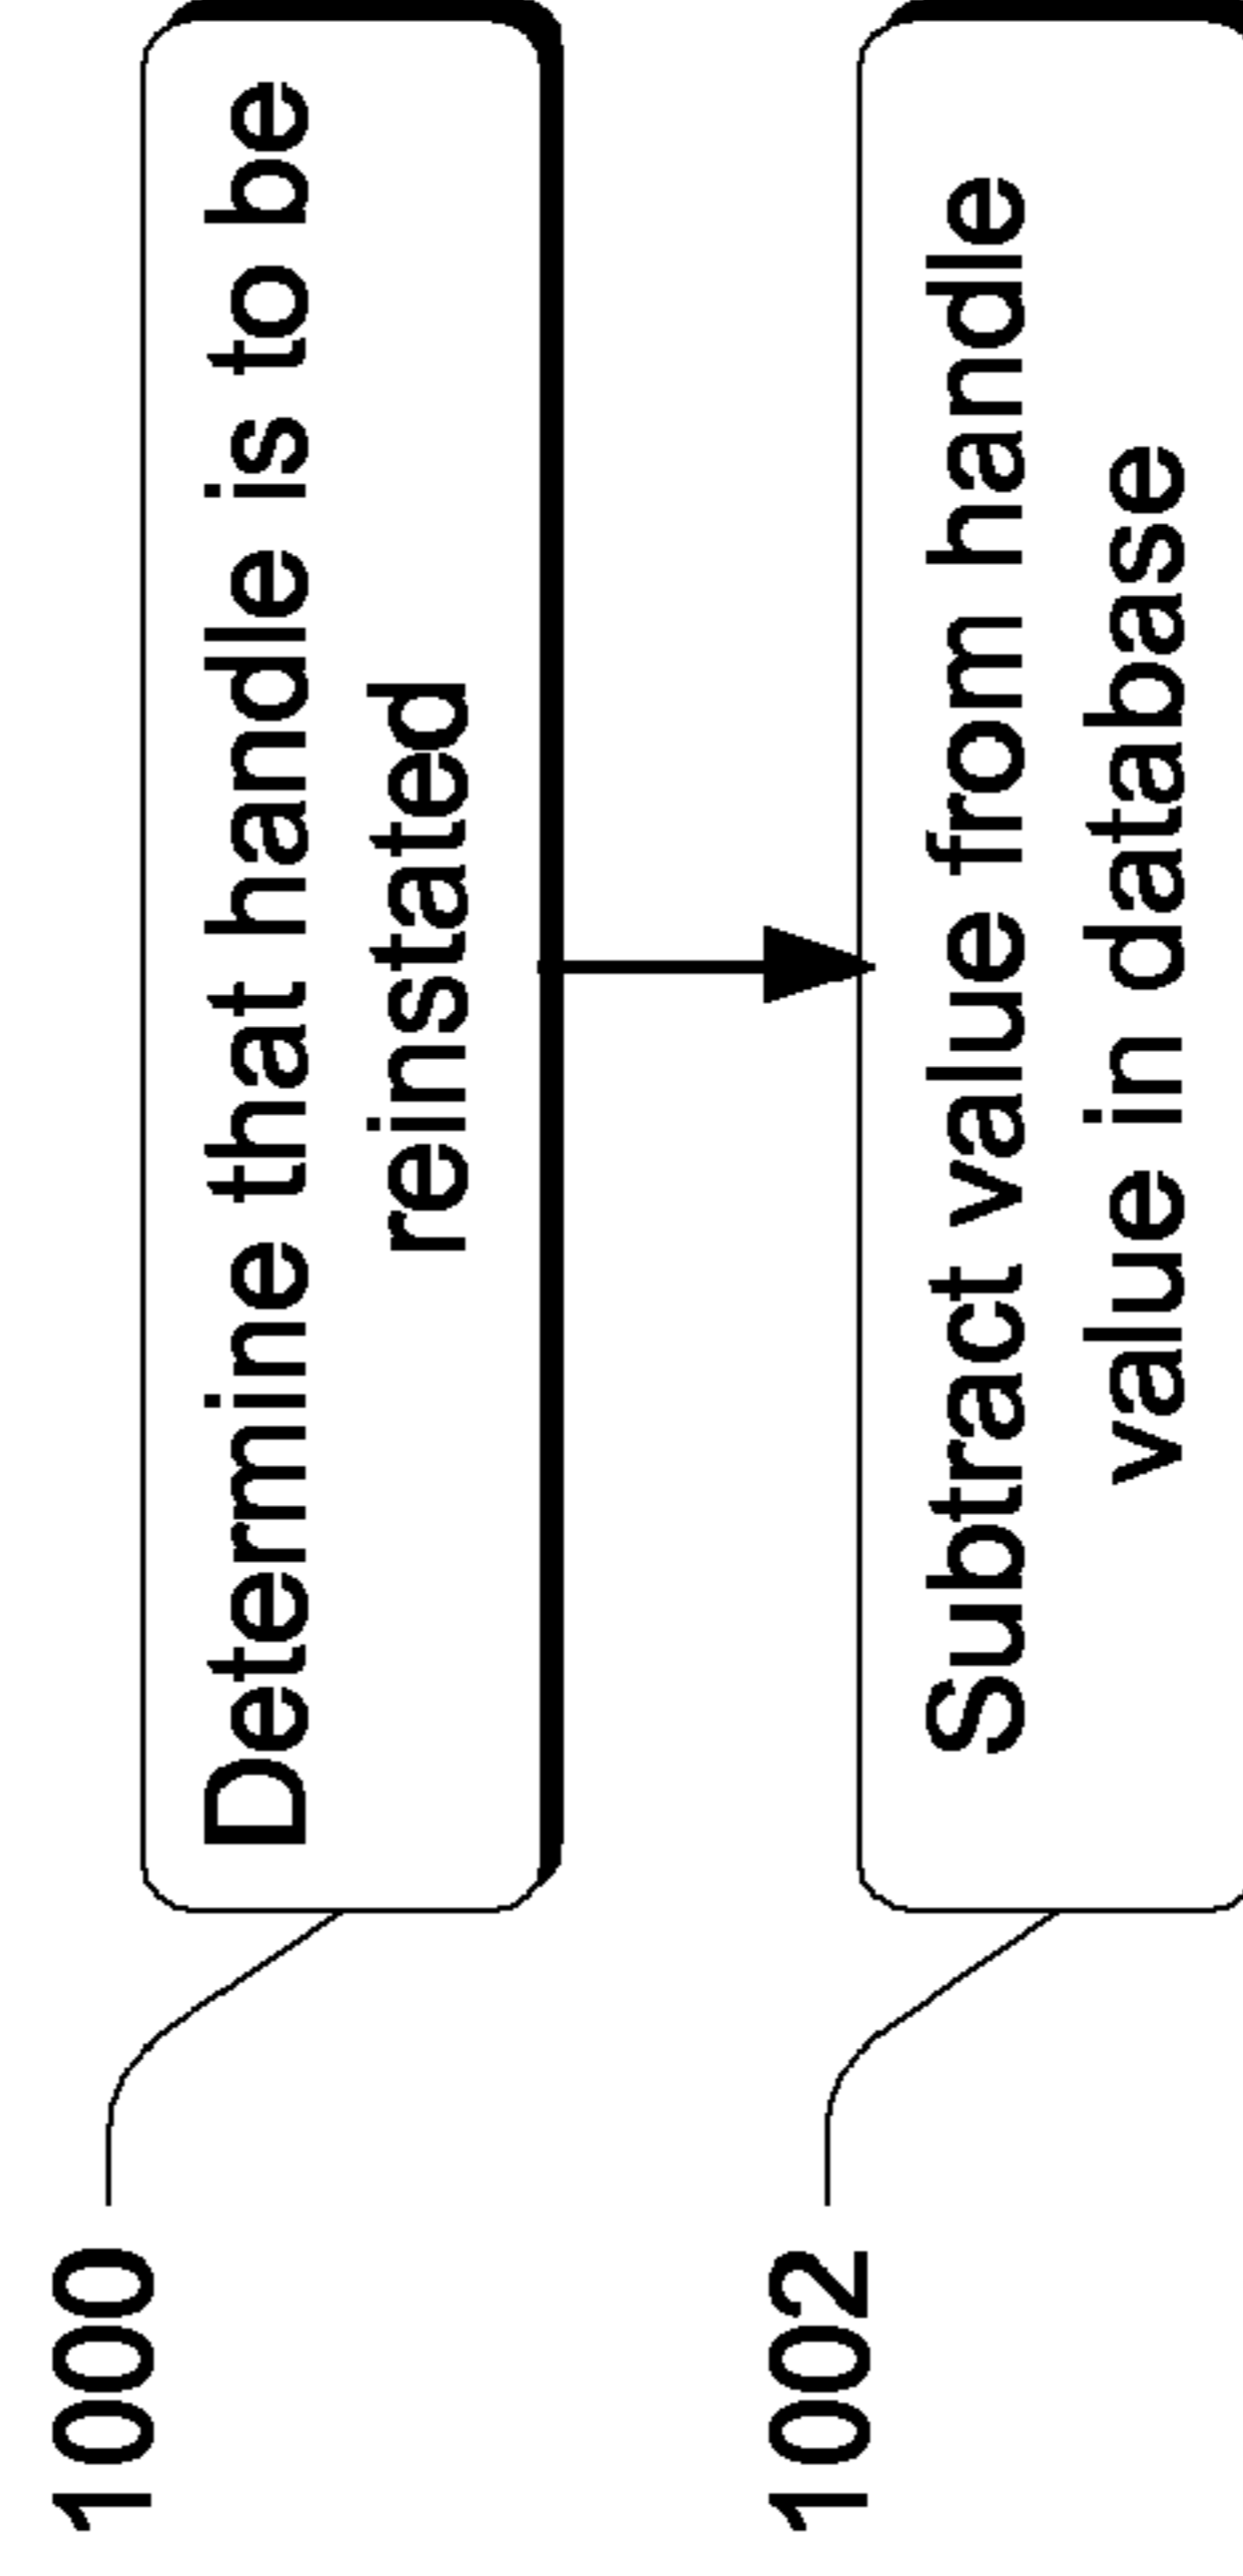 1000
Determine that handle is to be
reinstated
1002
Subtract value from handle
value in database